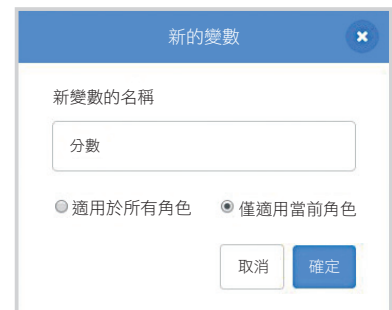 新的變數
新變數的名稱
分數
適用於所有角色 僅適用當前角色
取消 確定